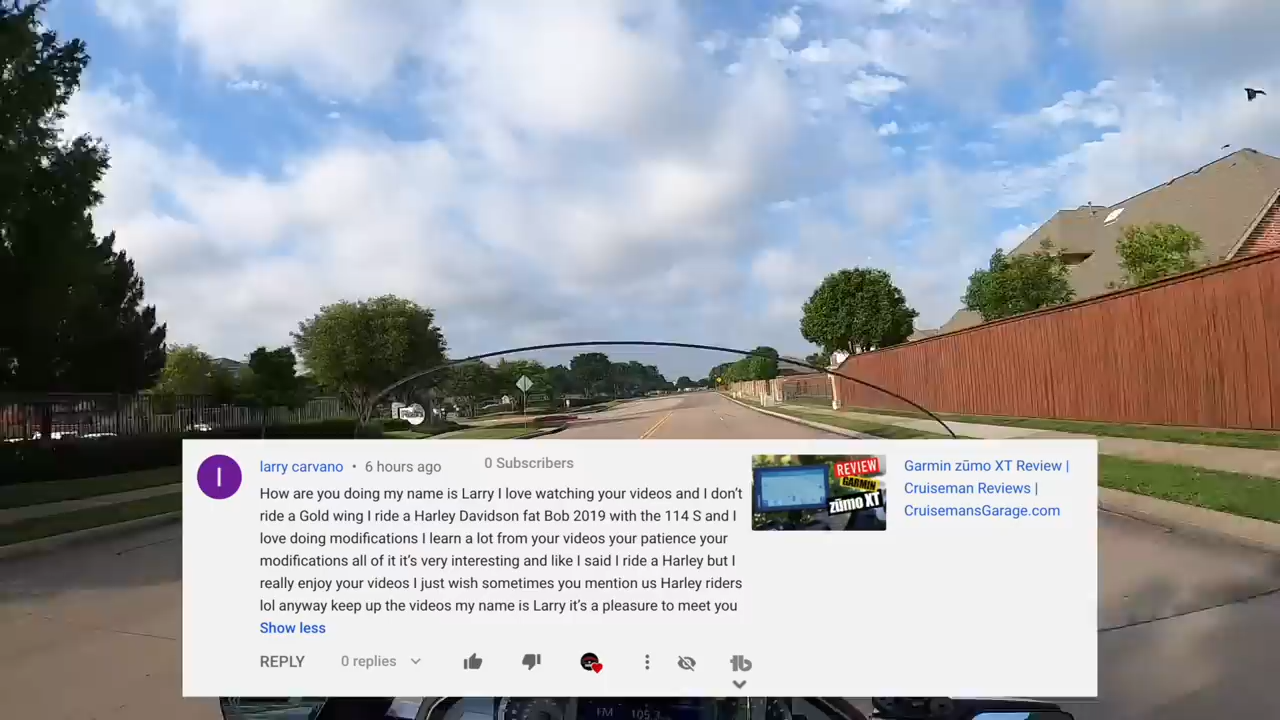 larry carvano • 6 hours ago 0 Subscribers
How are you doing my name is Larry I love watching your videos and I don't
ride a Gold wing I ride a Harley Davidson fat Bob 2019 with the 114 S and I
love doing modifications I learn a lot from your videos your patience your
modifications all of it it's very interesting and like I said I ride a Harley but I
really enjoy your videos I just wish sometimes you mention us Harley riders
lol anyway keep up the videos my name is Larry it's a pleasure to meet you
Show less
REPLY 0 replies
l
REVIEW
GARMIN
zūmo XT
Garmin zūmo XT Review |
Cruiseman Reviews |
CruisemansGarage.com
FM 105.7